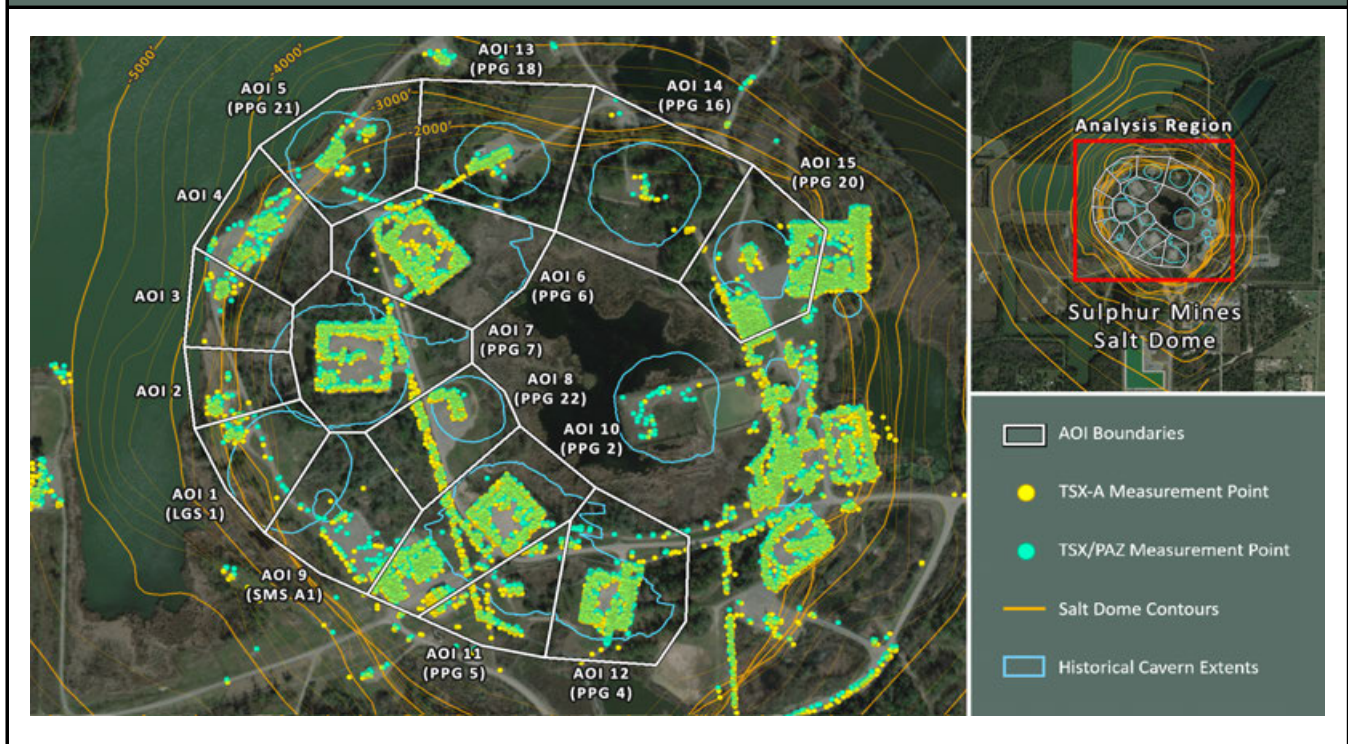 -5000'
-4000'
-3000'
-2000'
AOI 13
(PPG 18)
AOI 5
(PPG 21)
AOI 14
(PPG 16)
AOI 15
(PPG 20)
AOI 4
AOI 3
AOI 6
(PPG 6)
AOI 7
(PPG 7)
AOI 2
AOI 8
(PPG 22)
AOI 10
(PPG 2)
AOI 1
(LGS 1)
AOI 9
(SMS A1)
AOI 11
(PPG 5)
AOI 12
(PPG 4)
Analysis Region
Sulphur Mines
Salt Dome
AOI Boundaries
TSX-A Measurement Point
TSX/PAZ Measurement Point
Salt Dome Contours
Historical Cavern Extents